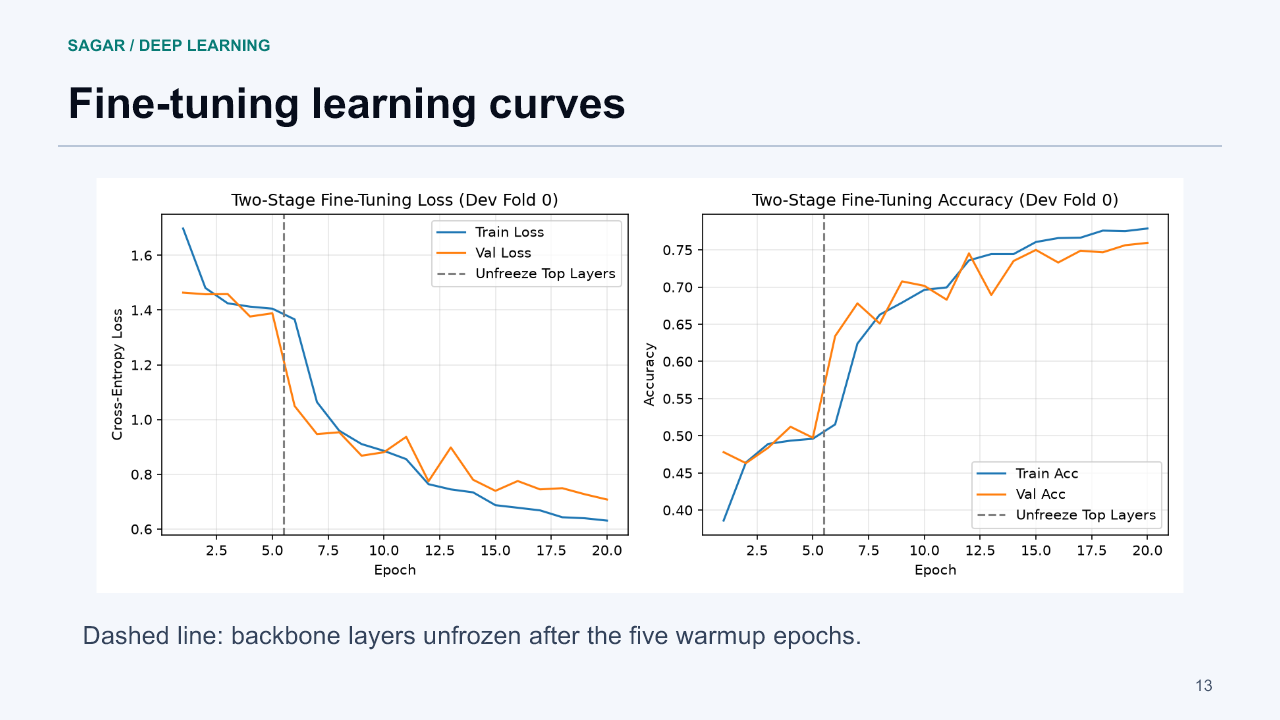 SAGAR / DEEP LEARNING
Fine-tuning learning curves
Two-Stage Fine-Tuning Loss (Dev Fold 0)
Train Loss
Val Loss
Unfreeze Top Layers
Cross-Entropy Loss
1.6
1.4
1.2
1.0
0.8
0.6
2.5 5.0 7.5 10.0 12.5 15.0 17.5 20.0
Epoch
Two-Stage Fine-Tuning Accuracy (Dev Fold 0)
Accuracy
0.75
0.70
0.65
0.60
0.55
0.50
0.45
0.40
Train Acc
Val Acc
Unfreeze Top Layers
2.5 5.0 7.5 10.0 12.5 15.0 17.5 20.0
Epoch
Dashed line: backbone layers unfrozen after the five warmup epochs.
13